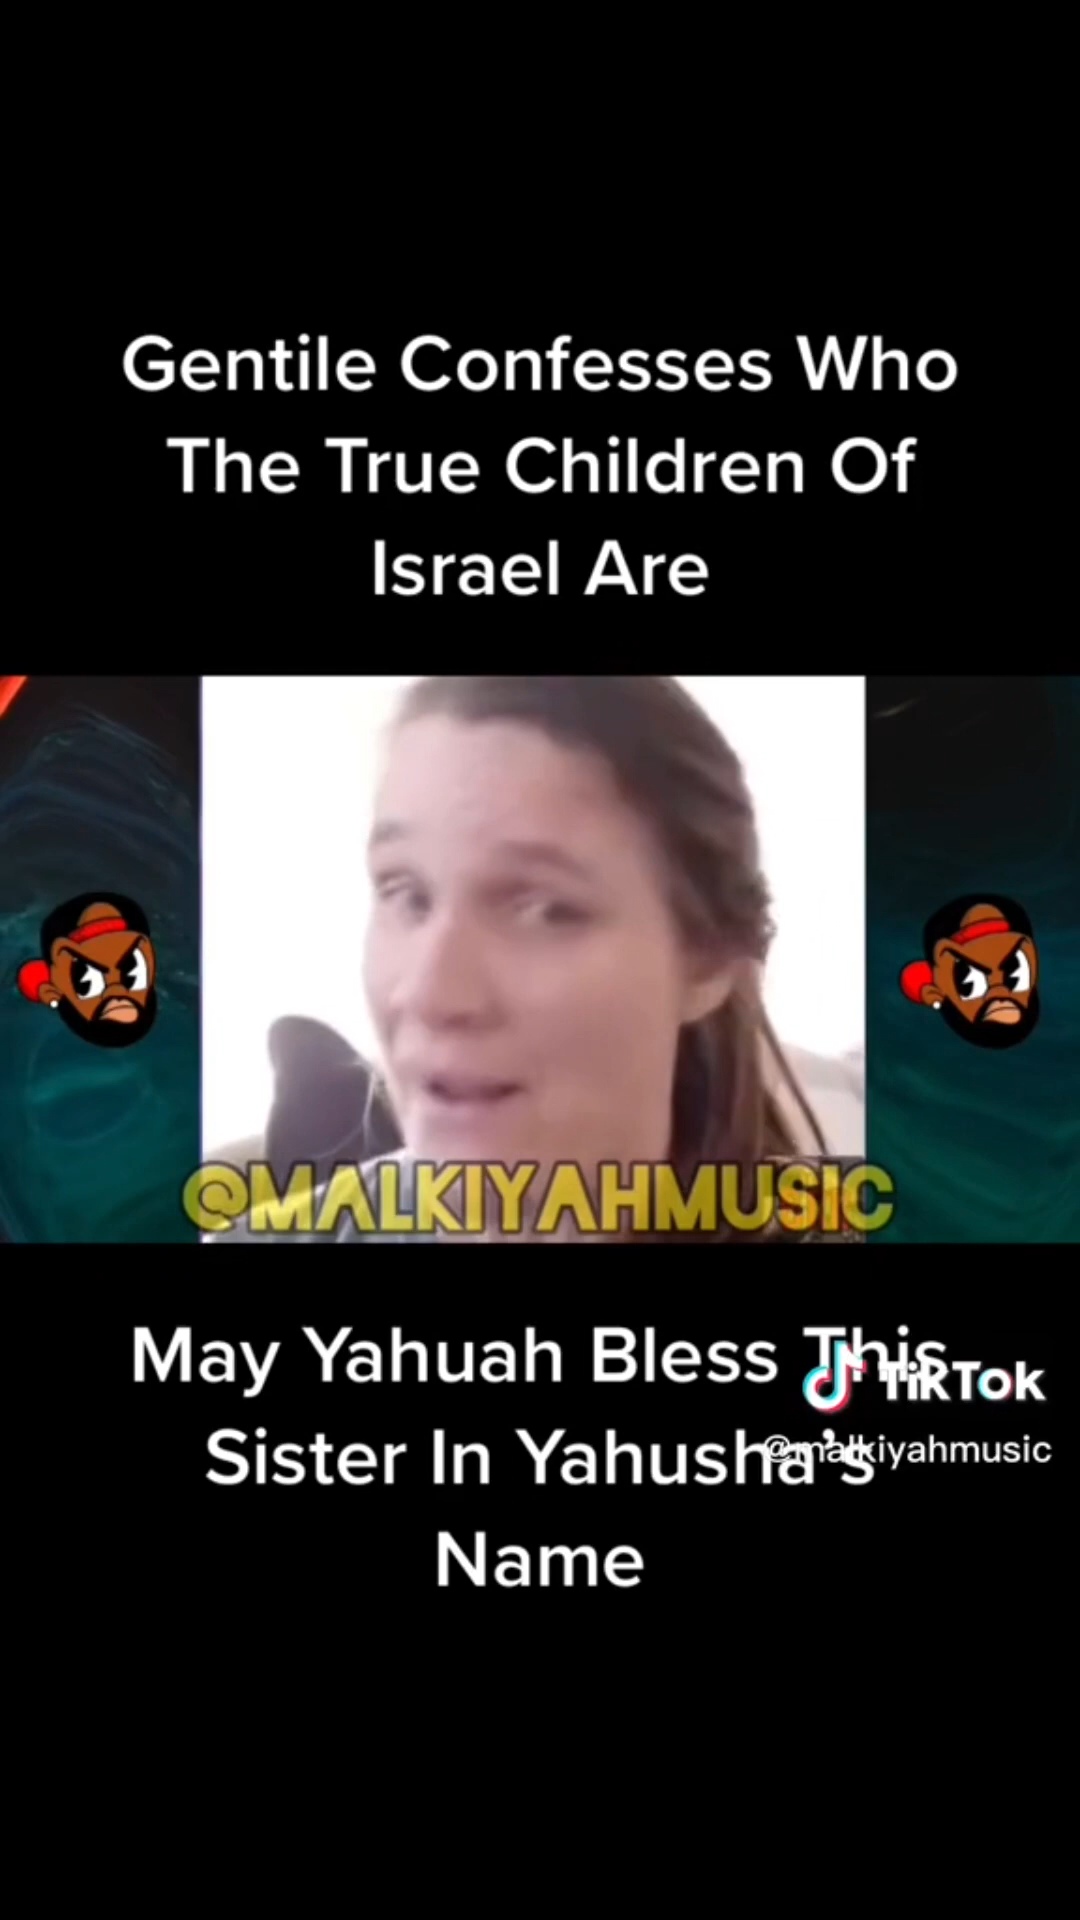 Gentile Confesses Who
The True Children Of
Israel Are
@MALKIYAHMUSIC
May Yahuah Bless This
TikTok
Sister In Yahusha's
@malkiyahmusic
Name